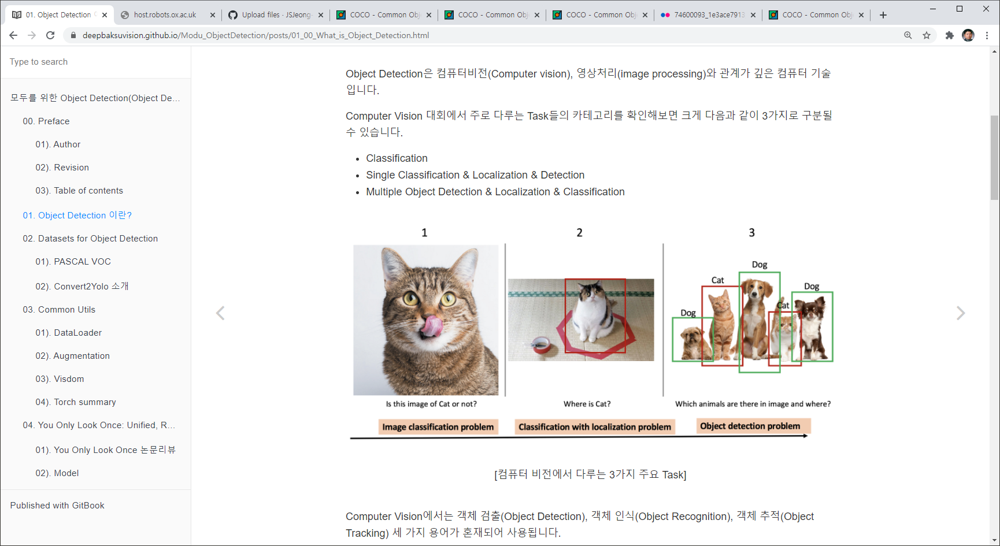 01. Object Detection
host.robots.ox.ac.uk
Upload files · JSJeong-
COCO - Common Obj
COCO - Common Obj
COCO - Common Obj
74600093_1e3ace7913
COCO - Common Obj
deepbaksuvision.github.io/Modu_ObjectDetection/posts/01_00_What_is_Object_Detection.html
Type to search
모두를 위한 Object Detection(Object De...
00. Preface
01). Author
02). Revision
03). Table of contents
01. Object Detection 이란?
02. Datasets for Object Detection
01). PASCAL VOC
02). Convert2Yolo 소개
03. Common Utils
01). DataLoader
02). Augmentation
03). Visdom
04). Torch summary
04. You Only Look Once: Unified, R...
01). You Only Look Once 논문리뷰
02). Model
Published with GitBook
Object Detection은 컴퓨터비전(Computer vision), 영상처리(image processing)와 관계가 깊은 컴퓨터 기술
입니다.
Computer Vision 대회에서 주로 다루는 Task들의 카테고리를 확인해보면 크게 다음과 같이 3가지로 구분될
수 있습니다.
• Classification
• Single Classification & Localization & Detection
• Multiple Object Detection & Localization & Classification
1
2
3
Dog
Cat
Dog
Cat
Dog
Is this image of Cat or not?
Where is Cat?
Which animals are there in image and where?
Image classification problem
Classification with localization problem
Object detection problem
[컴퓨터 비전에서 다루는 3가지 주요 Task]
Computer Vision에서는 객체 검출(Object Detection), 객체 인식(Object Recognition), 객체 추적(Object
Tracking) 세 가지 용어가 혼재되어 사용됩니다.